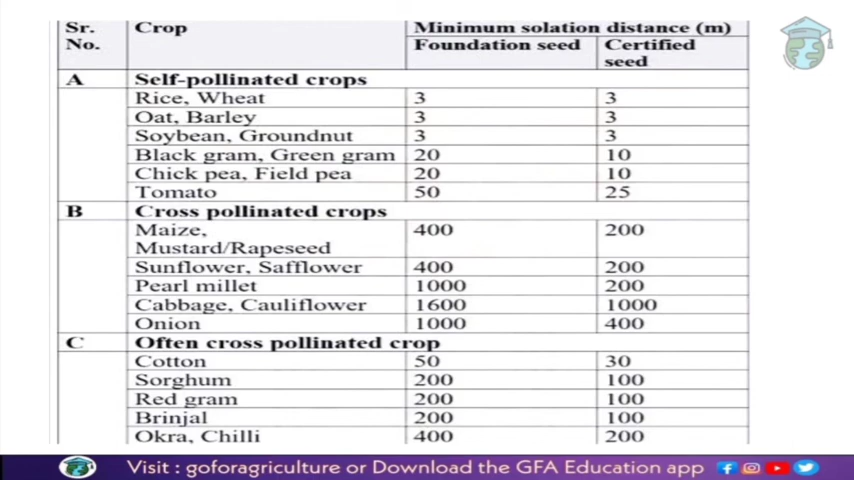 Sr. No. Crop Minimum solation distance (m)
Foundation seed Certified seed
A Self-pollinated crops
Rice, Wheat 3 3
Oat, Barley 3 3
Soybean, Groundnut 3 3
Black gram, Green gram 20 10
Chick pea, Field pea 20 10
Tomato 50 25
B Cross pollinated crops
Maize, 400 200
Mustard/Rapeseed
Sunflower, Safflower 400 200
Pearl millet 1000 200
Cabbage, Cauliflower 1600 1000
Onion 1000 400
C Often cross pollinated crop
Cotton 50 30
Sorghum 200 100
Red gram 200 100
Brinjal 200 100
Okra, Chilli 400 200
Visit : goforagriculture or Download the GFA Education app